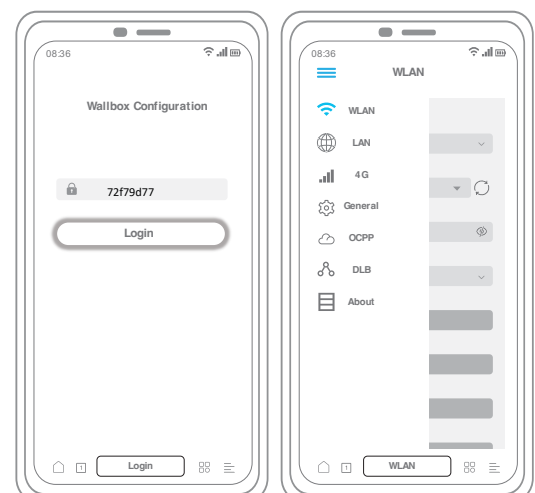 08:36
Wallbox Configuration
72f79d77
Login
1
Login
08:36
WLAN
WLAN
LAN
4G
General
OCPP
DLB
About
1
WLAN